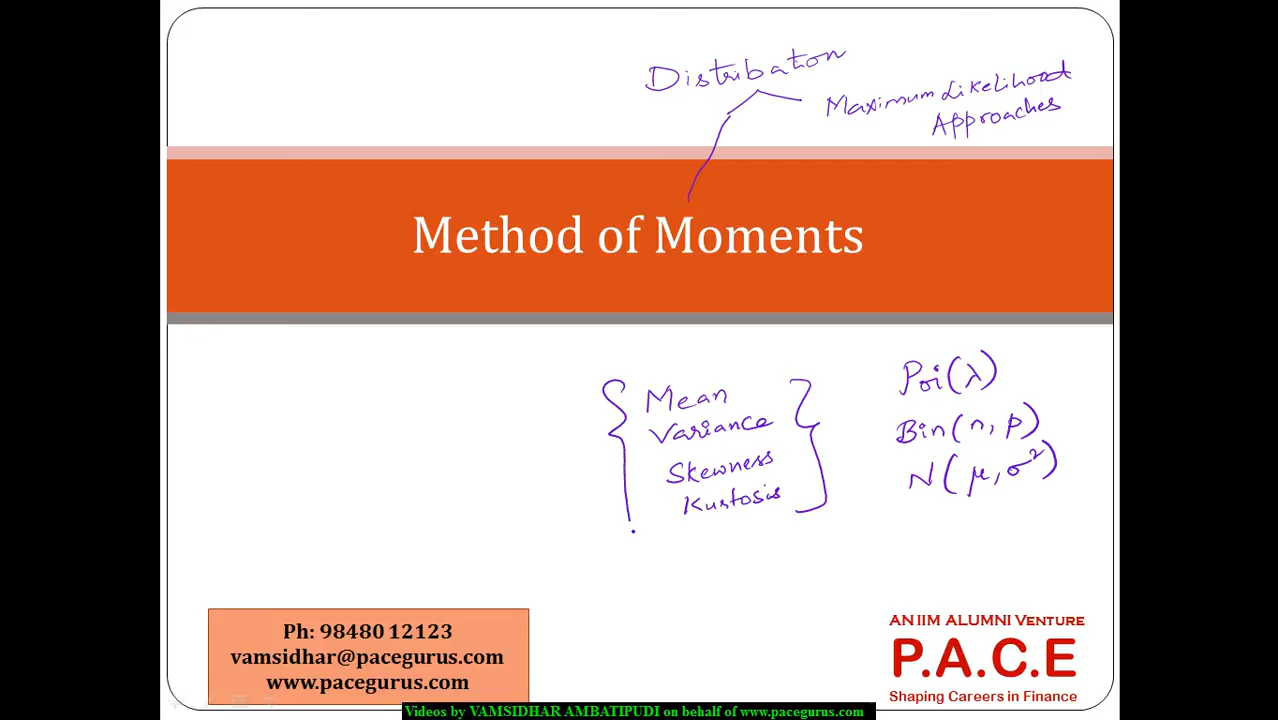 Distribution
Maximum Likelihood
Approaches
Method of Moments
Mean
Variance
Skewness
Kurtosis
Poi(λ)
Bin(n, p)
N(μ, σ²)
Ph: 98480 12123
vamsidhar@pacegurus.com
www.pacegurus.com
AN IIM ALUMNI VENTURE
P.A.C.E
Shaping Careers in Finance
Videos by VAMSIDHAR AMBATIPUDI on behalf of www.pacegurus.com